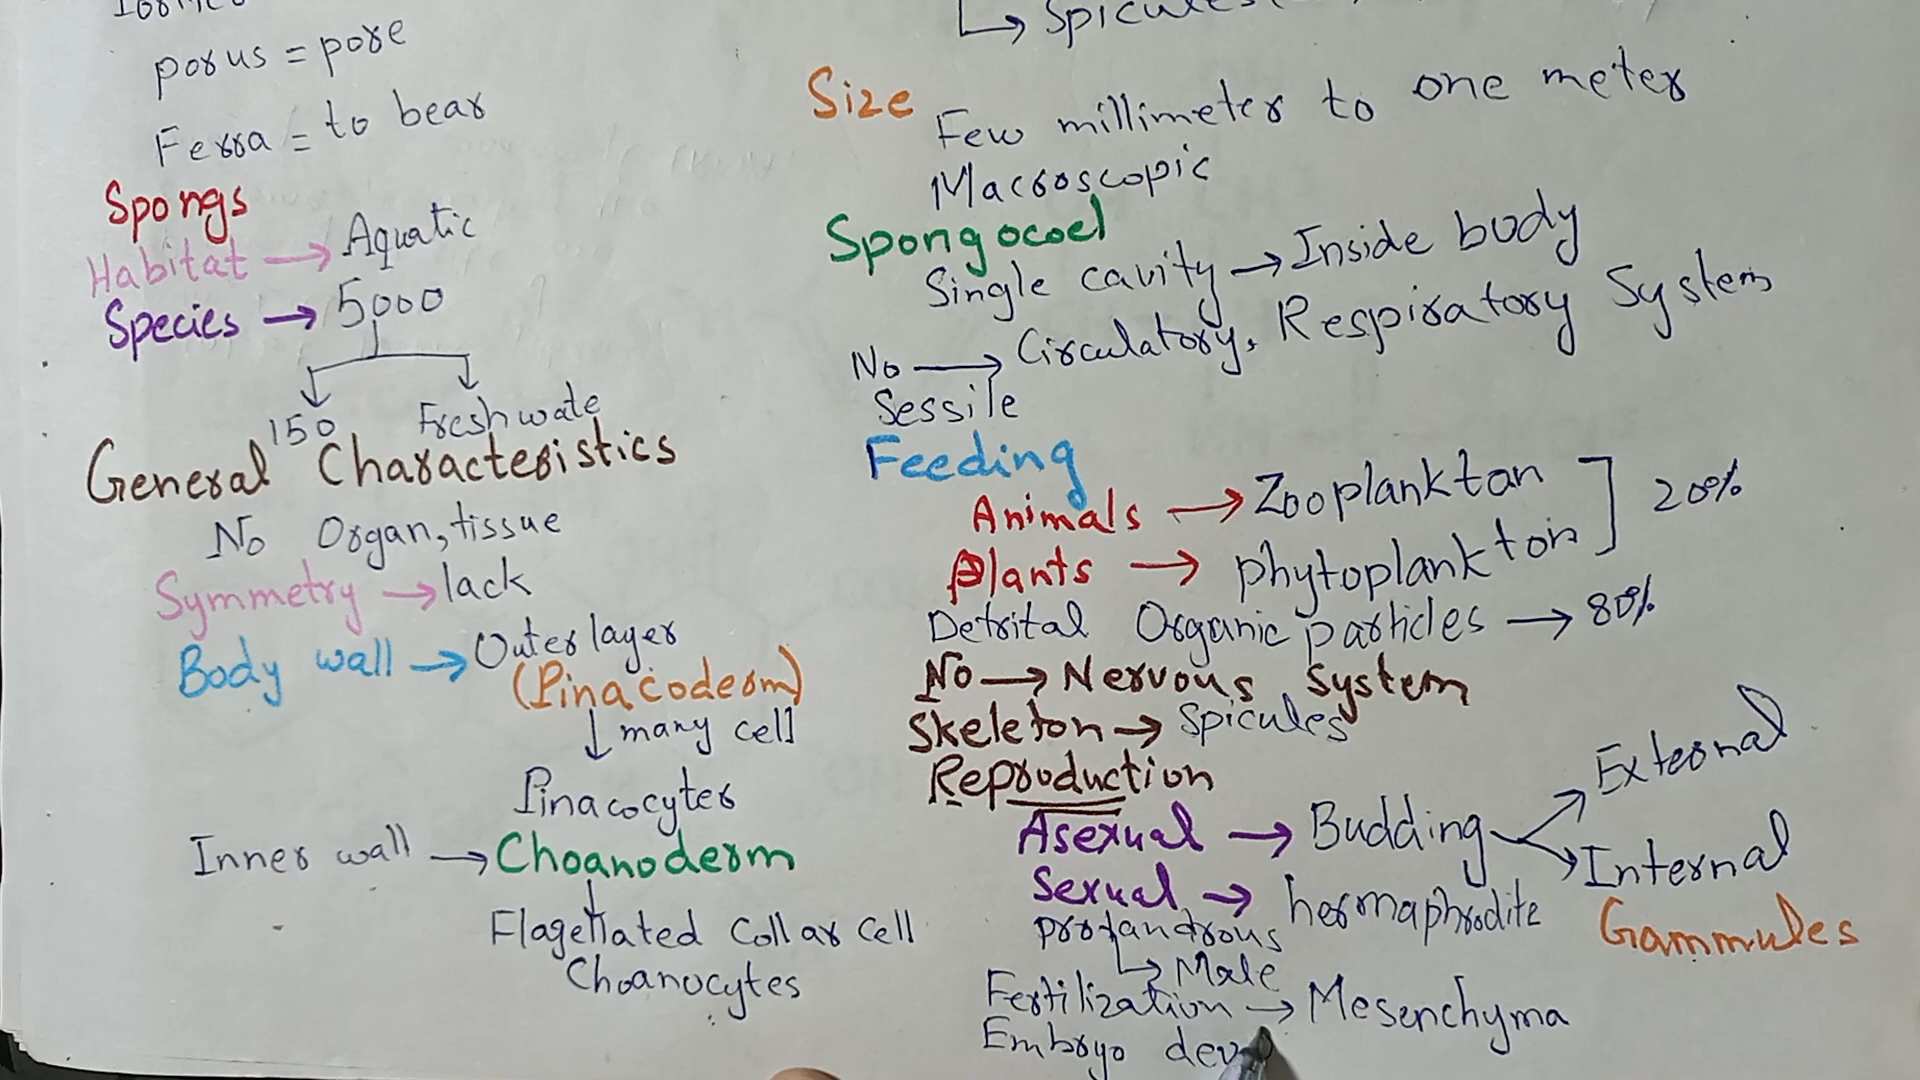 porus = pore
Ferra = to bear
Spongs
Habitat → Aquatic
Species → 5000
150 Freshwate
General Characteristics
No Organ, tissue
Symmetry → lack
Body wall → Outer layer
(Pinacoderm)
↓ many cell
Pinacocytes
Inner wall → Choanoderm
Flagellated Collar Cell
Choanocytes
↳ Spicules
Size
Few millimeter to one meter
Macroscopic
Spongocoel
Single cavity → Inside body
No → Circulatory, Respiratory System
Sessile
Feeding
Animals → Zooplankton
Plants → phytoplankton ] 20%
Detrital Organic particles → 80%
No → Nervous System
Skeleton → Spicules
Reproduction
Asexual → Budding
External
Internal
Gammules
Sexual → hermaphrodite
protandrous
↳ Male
Fertilization → Mesenchyma
Embryo dev